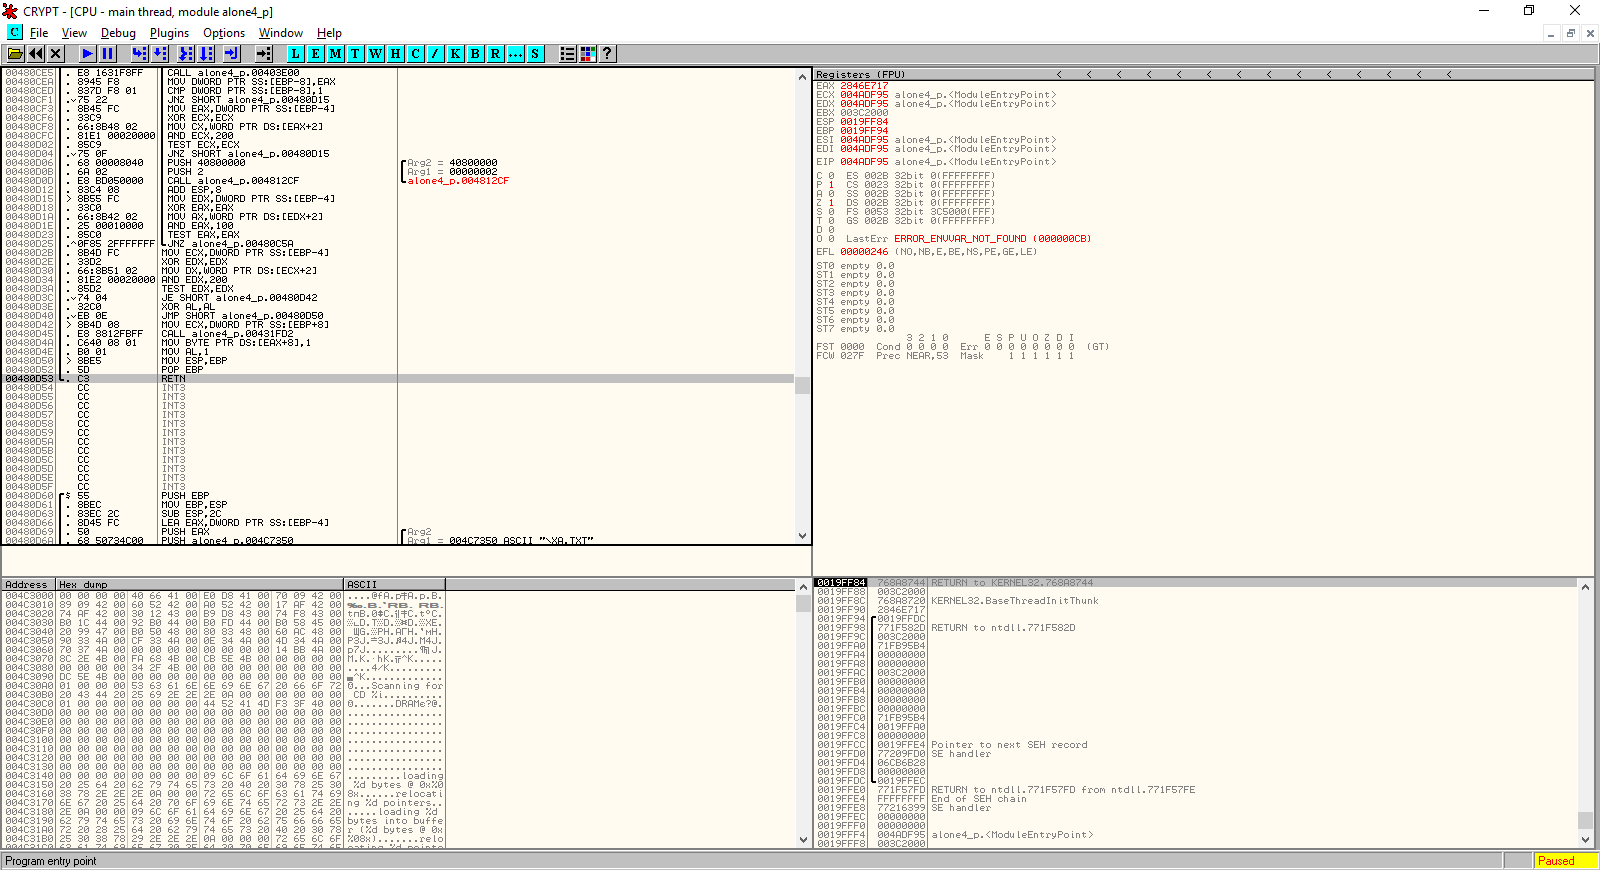 CRYPT - [CPU - main thread, module alone4_p]
C File View Debug Plugins Options Window Help
L E M T W H C / K B R ... S ?
00480CE5 . E8 1631F8FF CALL alone4_p.00403E00
00480CEA . 8945 F8 MOV DWORD PTR SS:[EBP-8],EAX
00480CED . 837D F8 01 CMP DWORD PTR SS:[EBP-8],1
00480CF1 .v75 22 JNZ SHORT alone4_p.00480D15
00480CF3 . 8B45 FC MOV EAX,DWORD PTR SS:[EBP-4]
00480CF6 . 33C9 XOR ECX,ECX
00480CF8 . 66:8B48 02 MOV CX,WORD PTR DS:[EAX+2]
00480CFC . 81E1 00020000 AND ECX,200
00480D02 . 85C9 TEST ECX,ECX
00480D04 .v75 0F JNZ SHORT alone4_p.00480D15
00480D06 . 68 00008040 PUSH 40800000 Arg2 = 40800000
00480D0B . 6A 02 PUSH 2 Arg1 = 00000002
00480D0D . E8 BD050000 CALL alone4_p.004812CF alone4_p.004812CF
00480D12 . 83C4 08 ADD ESP,8
00480D15 > 8B55 FC MOV EDX,DWORD PTR SS:[EBP-4]
00480D18 . 33C0 XOR EAX,EAX
00480D1A . 66:8B42 02 MOV AX,WORD PTR DS:[EDX+2]
00480D1E . 25 00010000 AND EAX,100
00480D23 . 85C0 TEST EAX,EAX
00480D25 .^0F85 2FFFFFFF JNZ alone4_p.00480C5A
00480D2B . 8B4D FC MOV ECX,DWORD PTR SS:[EBP-4]
00480D2E . 33D2 XOR EDX,EDX
00480D30 . 66:8B51 02 MOV DX,WORD PTR DS:[ECX+2]
00480D34 . 81E2 00020000 AND EDX,200
00480D3A . 85D2 TEST EDX,EDX
00480D3C .v74 04 JE SHORT alone4_p.00480D42
00480D3E . 32C0 XOR AL,AL
00480D40 .vEB 0E JMP SHORT alone4_p.00480D50
00480D42 > 8B4D 08 MOV ECX,DWORD PTR SS:[EBP+8]
00480D45 . E8 8812FBFF CALL alone4_p.00431FD2
00480D4A . C640 08 01 MOV BYTE PTR DS:[EAX+8],1
00480D4E . B0 01 MOV AL,1
00480D50 > 8BE5 MOV ESP,EBP
00480D52 . 5D POP EBP
00480D53 . C3 RETN
00480D54 CC INT3
00480D55 CC INT3
00480D56 CC INT3
00480D57 CC INT3
00480D58 CC INT3
00480D59 CC INT3
00480D5A CC INT3
00480D5B CC INT3
00480D5C CC INT3
00480D5D CC INT3
00480D5E CC INT3
00480D5F CC INT3
00480D60 $ 55 PUSH EBP
00480D61 . 8BEC MOV EBP,ESP
00480D63 . 83EC 2C SUB ESP,2C
00480D66 . 8D45 FC LEA EAX,DWORD PTR SS:[EBP-4]
00480D69 . 50 PUSH EAX Arg2
00480D6A . 68 50734C00 PUSH alone4_p.004C7350 Arg1 = 004C7350 ASCII "\XA.TXT"
Registers (FPU) < < < < < < < < < < < < < <
EAX 2846E717
ECX 004ADF95 alone4_p.<ModuleEntryPoint>
EDX 004ADF95 alone4_p.<ModuleEntryPoint>
EBX 003C2000
ESP 0019FF84
EBP 0019FF94
ESI 004ADF95 alone4_p.<ModuleEntryPoint>
EDI 004ADF95 alone4_p.<ModuleEntryPoint>
EIP 004ADF95 alone4_p.<ModuleEntryPoint>
C 0 ES 002B 32bit 0(FFFFFFFF)
P 1 CS 0023 32bit 0(FFFFFFFF)
A 0 SS 002B 32bit 0(FFFFFFFF)
Z 1 DS 002B 32bit 0(FFFFFFFF)
S 0 FS 0053 32bit 3C5000(FFF)
T 0 GS 002B 32bit 0(FFFFFFFF)
D 0
O 0 LastErr ERROR_ENVVAR_NOT_FOUND (000000CB)
EFL 00000246 (NO,NB,E,BE,NS,PE,GE,LE)
ST0 empty 0.0
ST1 empty 0.0
ST2 empty 0.0
ST3 empty 0.0
ST4 empty 0.0
ST5 empty 0.0
ST6 empty 0.0
ST7 empty 0.0
3 2 1 0 E S P U O Z D I
FST 0000 Cond 0 0 0 0 Err 0 0 0 0 0 0 0 0 (GT)
FCW 027F Prec NEAR,53 Mask 1 1 1 1 1 1
Address Hex dump ASCII
004C3000 00 00 00 00 40 66 41 00 E0 D8 41 00 70 09 42 00
004C3010 89 09 42 00 60 52 42 00 A0 52 42 00 17 AF 42 00
004C3020 74 AF 42 00 30 12 43 00 B9 D8 43 00 74 F8 43 00
004C3030 B0 1C 44 00 92 B0 44 00 B0 FD 44 00 B0 58 45 00
004C3040 20 99 47 00 B0 50 48 00 80 83 48 00 60 AC 48 00
004C3050 90 33 4A 00 CF 33 4A 00 0E 34 4A 00 4D 34 4A 00
004C3060 70 37 4A 00 00 00 00 00 00 00 00 00 14 BB 4A 00
004C3070 8C 2E 4B 00 FA 68 4B 00 CB 5E 4B 00 00 00 00 00
004C3080 00 00 00 00 34 2F 4B 00 00 00 00 00 00 00 00 00
004C3090 DC 5E 4B 00 00 00 00 00 00 00 00 00 00 00 00 00
004C30A0 01 00 00 00 53 63 61 6E 6E 69 6E 67 20 66 6F 72 0...Scanning for
004C30B0 20 43 44 20 25 69 2E 2E 2E 0A 00 00 00 00 00 00 CD %i..........
004C30C0 01 00 00 00 00 00 00 00 44 52 41 4D F3 3F 40 00
004C30D0 00 00 00 00 00 00 00 00 00 00 00 00 00 00 00 00 ................
004C30E0 00 00 00 00 00 00 00 00 00 00 00 00 00 00 00 00 ................
004C30F0 00 00 00 00 00 00 00 00 00 00 00 00 00 00 00 00 ................
004C3100 00 00 00 00 00 00 00 00 00 00 00 00 00 00 00 00 ................
004C3110 00 00 00 00 00 00 00 00 00 00 00 00 00 00 00 00 ................
004C3120 00 00 00 00 00 00 00 00 00 00 00 00 00 00 00 00 ................
004C3130 00 00 00 00 00 00 00 00 00 00 00 00 00 00 00 00 ................
004C3140 00 00 00 00 00 00 00 00 09 6C 6F 61 64 69 6E 67 .........loading
004C3150 20 25 64 20 62 79 74 65 73 20 40 20 30 78 25 30 %d bytes @ 0x%0
004C3160 38 78 2E 2E 2E 0A 00 00 72 65 6C 6F 63 61 74 69 8x......relocati
004C3170 6E 67 20 25 64 20 70 6F 69 6E 74 65 72 73 2E 2E ng %d pointers..
004C3180 2E 0A 00 00 09 6C 6F 61 64 69 6E 67 20 25 64 20 .....loading %d
004C3190 62 79 74 65 73 20 69 6E 74 6F 20 62 75 66 66 65 bytes into buffe
004C31A0 72 20 28 25 64 20 62 79 74 65 73 20 40 20 30 78 r (%d bytes @ 0x
004C31B0 25 30 38 78 29 2E 2E 2E 0A 00 00 00 72 65 6C 6F %08x).......relo
0019FF84 768A8744 RETURN to KERNEL32.768A8744
0019FF88 003C2000
0019FF8C 768A8720 KERNEL32.BaseThreadInitThunk
0019FF90 2846E717
0019FF94 0019FFDC
0019FF98 771F582D RETURN to ntdll.771F582D
0019FF9C 003C2000
0019FFA0 71FB95B4
0019FFA4 00000000
0019FFA8 00000000
0019FFAC 003C2000
0019FFB0 00000000
0019FFB4 00000000
0019FFB8 00000000
0019FFBC 00000000
0019FFC0 71FB95B4
0019FFC4 0019FFA0
0019FFC8 00000000
0019FFCC 0019FFE4 Pointer to next SEH record
0019FFD0 77209FD0 SE handler
0019FFD4 06CB6B28
0019FFD8 00000000
0019FFDC 0019FFEC
0019FFE0 771F57FD RETURN to ntdll.771F57FD from ntdll.771F57FE
0019FFE4 FFFFFFFF End of SEH chain
0019FFE8 77216399 SE handler
0019FFEC 00000000
0019FFF0 00000000
0019FFF4 004ADF95 alone4_p.<ModuleEntryPoint>
0019FFF8 003C2000
Program entry point
Paused